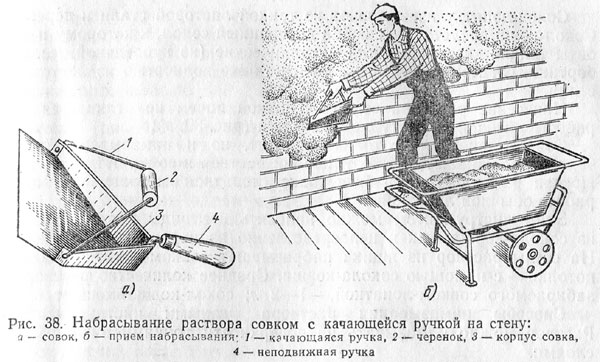 1
2
3
4
а)
б)
Рис. 38. Набрасывание раствора совком с качающейся ручкой на стену:
а — совок, б — прием набрасывания; 1 — качающаяся ручка, 2 — черенок, 3 — корпус совка,
4 — неподвижная ручка